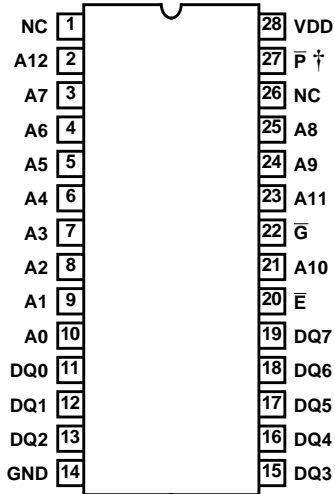 NC 1 28 VDD
A12 2 27 P̅ †
A7 3 26 NC
A6 4 25 A8
A5 5 24 A9
A4 6 23 A11
A3 7 22 G̅
A2 8 21 A10
A1 9 20 E̅
A0 10 19 DQ7
DQ0 11 18 DQ6
DQ1 12 17 DQ5
DQ2 13 16 DQ4
GND 14 15 DQ3